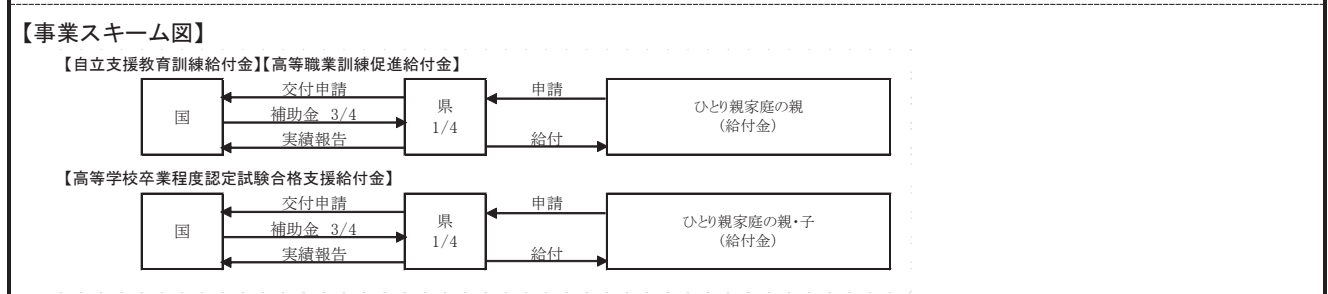 【事業スキーム図】
【自立支援教育訓練給付金】【高等職業訓練促進給付金】
国
交付申請
補助金 3/4
実績報告
県
1/4
申請
給付
ひとり親家庭の親
(給付金)
【高等学校卒業程度認定試験合格支援給付金】
国
交付申請
補助金 3/4
実績報告
県
1/4
申請
給付
ひとり親家庭の親・子
(給付金)